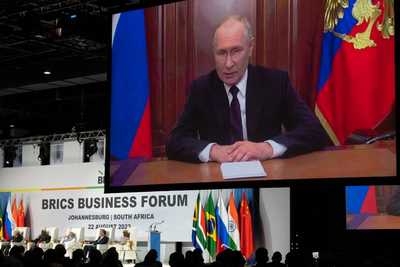 BRICS BUSINESS FORUM
JOHANNESBURG | SOUTH AFRICA
22 AUGUST 2023